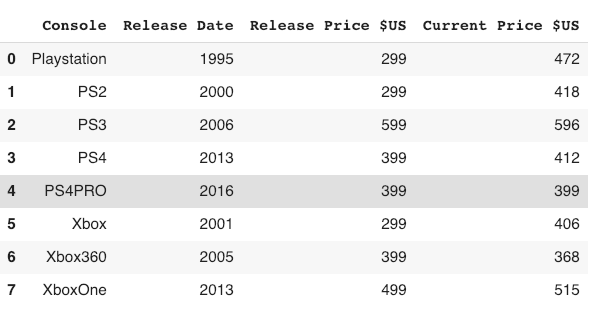 Console Release Date Release Price $US Current Price $US
0 Playstation 1995 299 472
1 PS2 2000 299 418
2 PS3 2006 599 596
3 PS4 2013 399 412
4 PS4PRO 2016 399 399
5 Xbox 2001 299 406
6 Xbox360 2005 399 368
7 XboxOne 2013 499 515